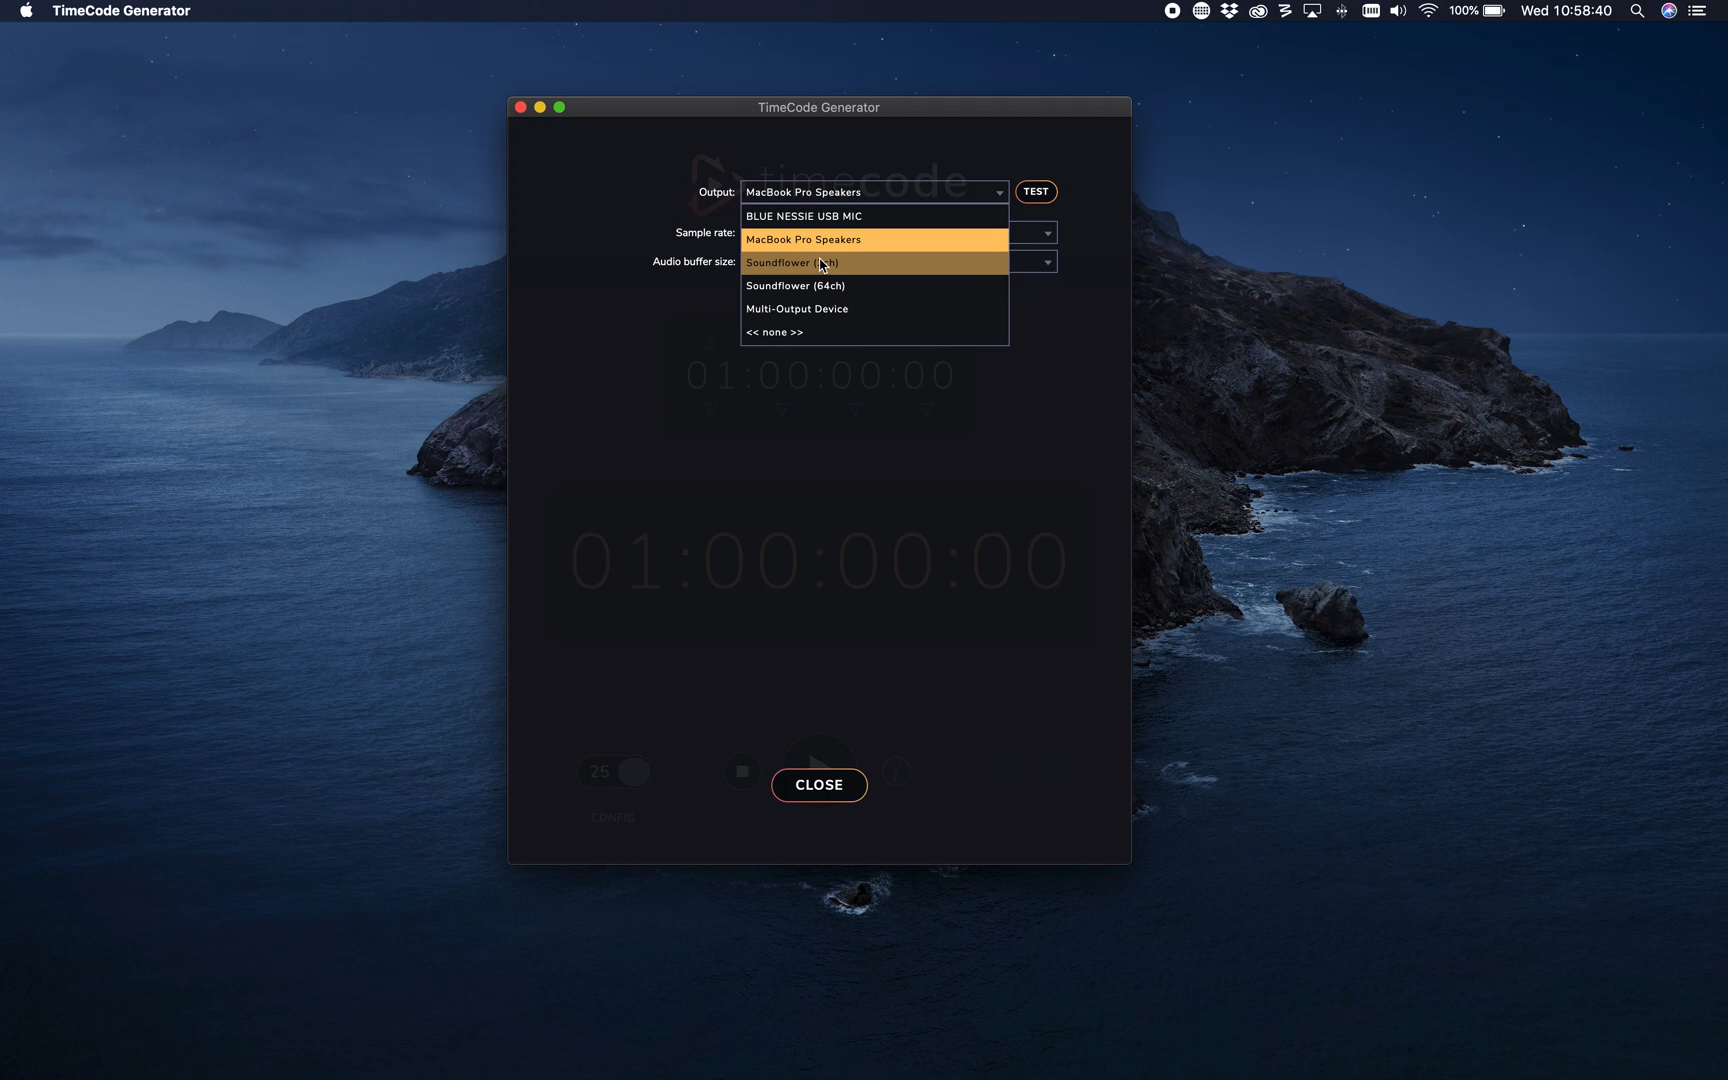 TimeCode Generator
100%
Wed 10:58:40
TimeCode Generator
timecode
Output: MacBook Pro Speakers TEST
BLUE NESSIE USB MIC
Sample rate:
MacBook Pro Speakers
Audio buffer size:
Soundflower
Soundflower (64ch)
Multi-Output Device
<< none >>
01:00:00:00
01:00:00:00
25
CLOSE
CONFIG